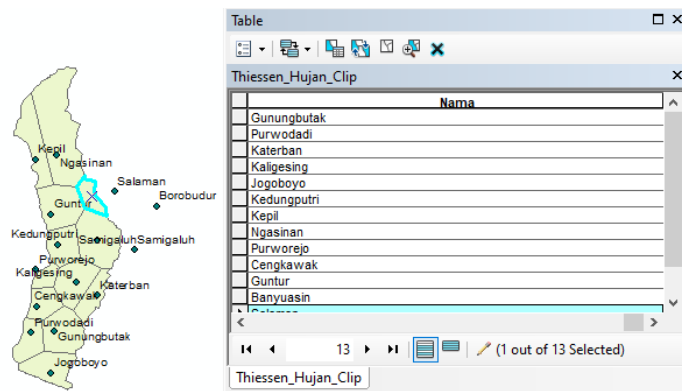 Table
Thiessen_Hujan_Clip
Nama
Gunungbutak
Purwodadi
Katerban
Kaligesing
Jogoboyo
Kedungputri
Kepil
Ngasinan
Purworejo
Cengkawak
Guntur
Banyuasin
Salaman
13
(1 out of 13 Selected)
Thiessen_Hujan_Clip
Kepil
Ngasinan
Salaman
Borobudur
Guntur
Kedungputri
Samigaluh
Samigaluh
Purworejo
Kaligesing
Katerban
Cengkawak
Purwodadi
Gunungbutak
Jogoboyo